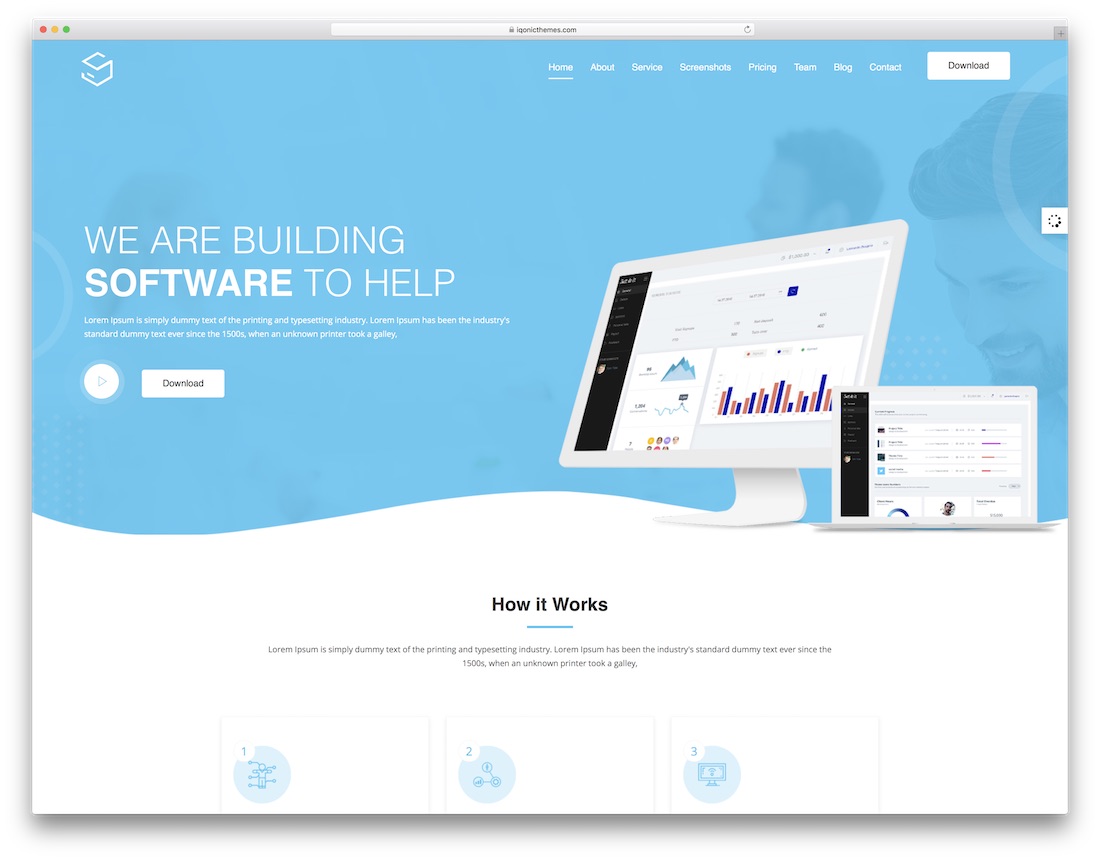 iqonicthemes.com
Home About Service Screenshots Pricing Team Blog Contact Download
WE ARE BUILDING
SOFTWARE TO HELP
Lorem Ipsum is simply dummy text of the printing and typesetting industry. Lorem Ipsum has been the industry's
standard dummy text ever since the 1500s, when an unknown printer took a galley,
Download
How it Works
Lorem Ipsum is simply dummy text of the printing and typesetting industry. Lorem Ipsum has been the industry's standard dummy text ever since the
1500s, when an unknown printer took a galley,
1 2 3